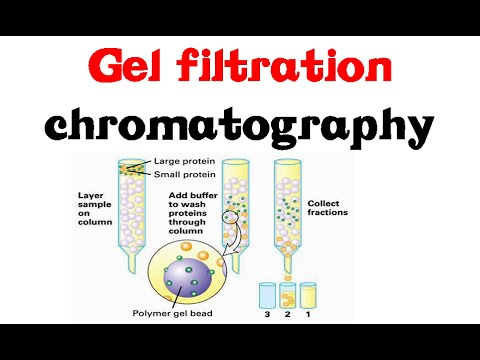 Gel filtration
chromatography
Large protein
Small protein
Layer
sample
on
column
Add buffer
to wash
proteins
through
column
Collect
fractions
Polymer gel bead
3 2 1